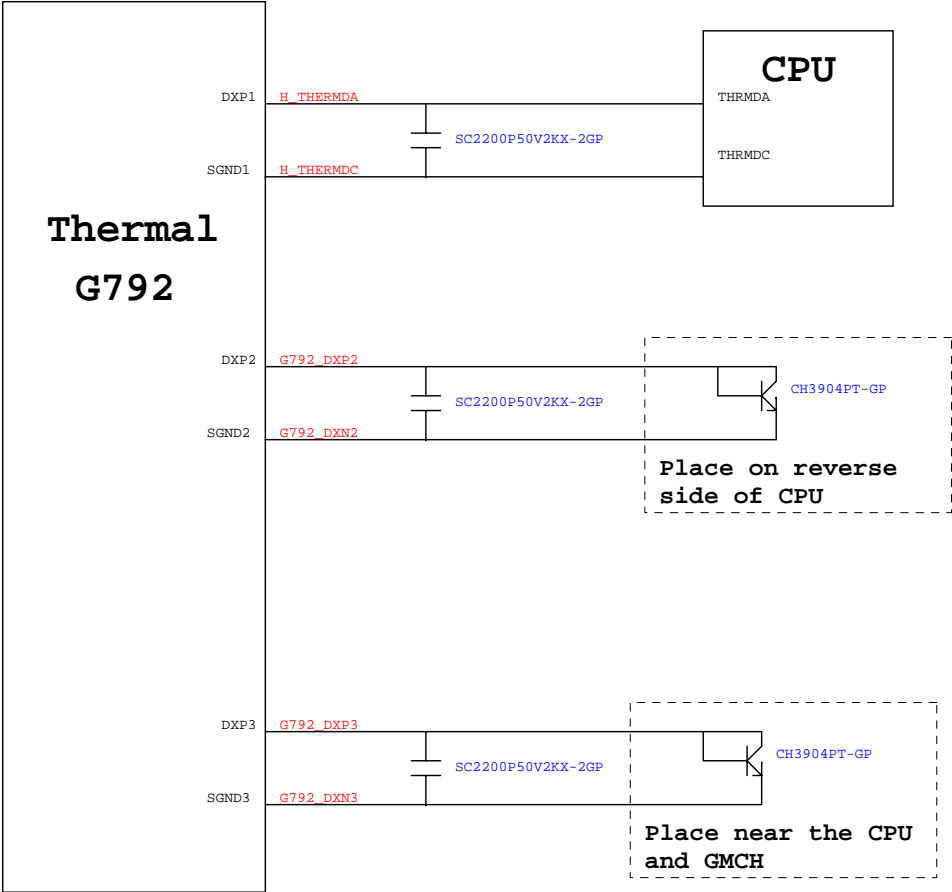 CPU
DXP1
H_THERMDA
THRMDA
SC2200P50V2KX-2GP
THRMDC
SGND1
H_THERMDC
Thermal
G792
DXP2
G792_DXP2
CH3904PT-GP
SC2200P50V2KX-2GP
SGND2
G792_DXN2
Place on reverse
side of CPU
DXP3
G792_DXP3
CH3904PT-GP
SC2200P50V2KX-2GP
SGND3
G792_DXN3
Place near the CPU
and GMCH